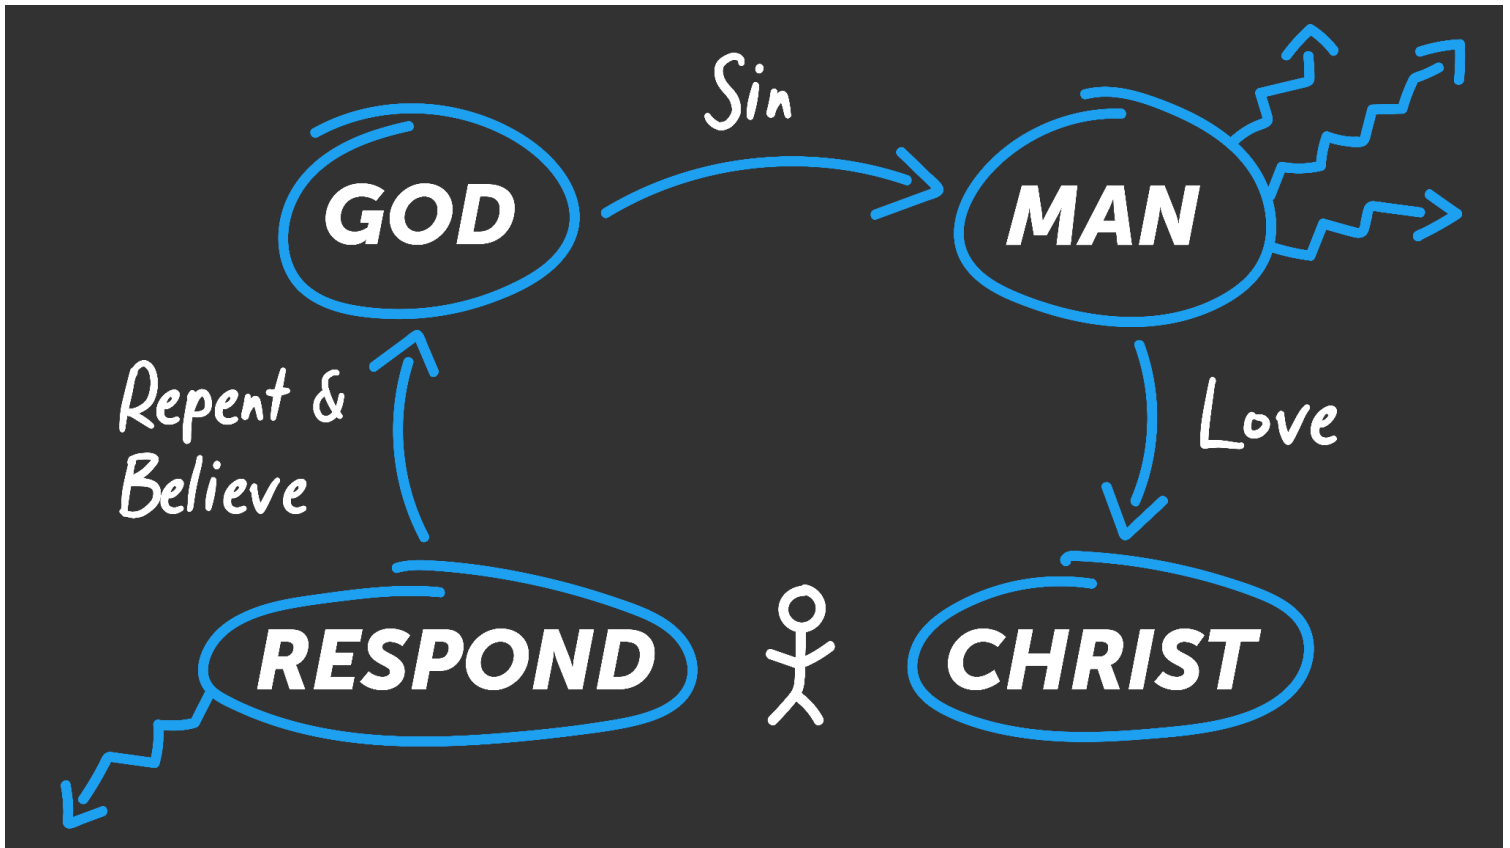 Sin
GOD
MAN
Repent &
Believe
Love
RESPOND
CHRIST